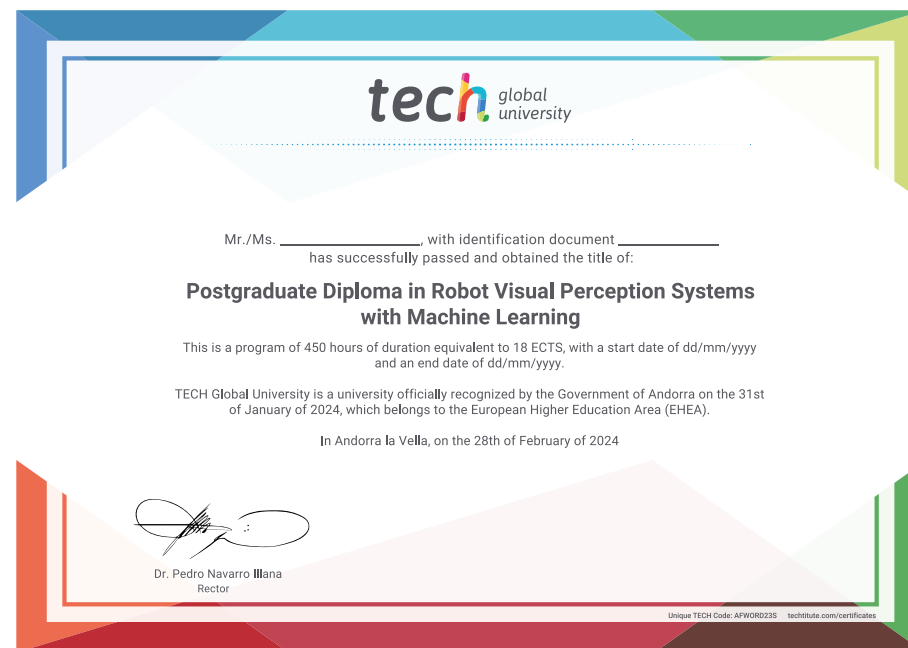 tech global
university
Mr./Ms. ____________________, with identification document ______________
has successfully passed and obtained the title of:
Postgraduate Diploma in Robot Visual Perception Systems
with Machine Learning
This is a program of 450 hours of duration equivalent to 18 ECTS, with a start date of dd/mm/yyyy
and an end date of dd/mm/yyyy.
TECH Global University is a university officially recognized by the Government of Andorra on the 31st
of January of 2024, which belongs to the European Higher Education Area (EHEA).
In Andorra la Vella, on the 28th of February of 2024
Dr. Pedro Navarro Illana
Rector
Unique TECH Code: AFWORD23S techtitute.com/certificates